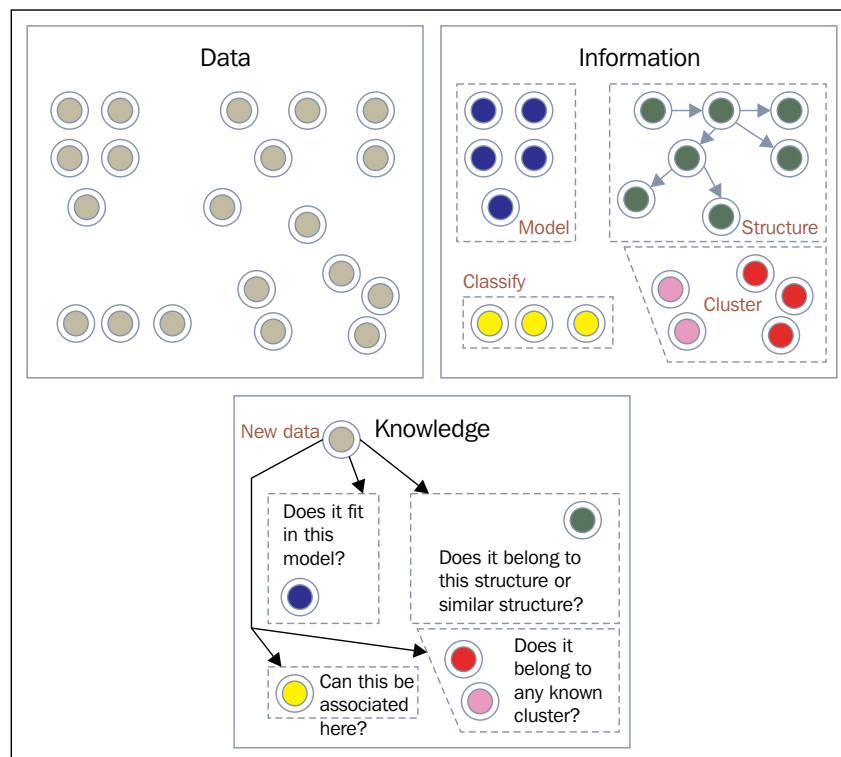 Data
Information
Model
Structure
Classify
Cluster
New data
Knowledge
Does it fit
in this
model?
Does it belong to
this structure or
similar structure?
Can this be
associated
here?
Does it
belong to
any known
cluster?